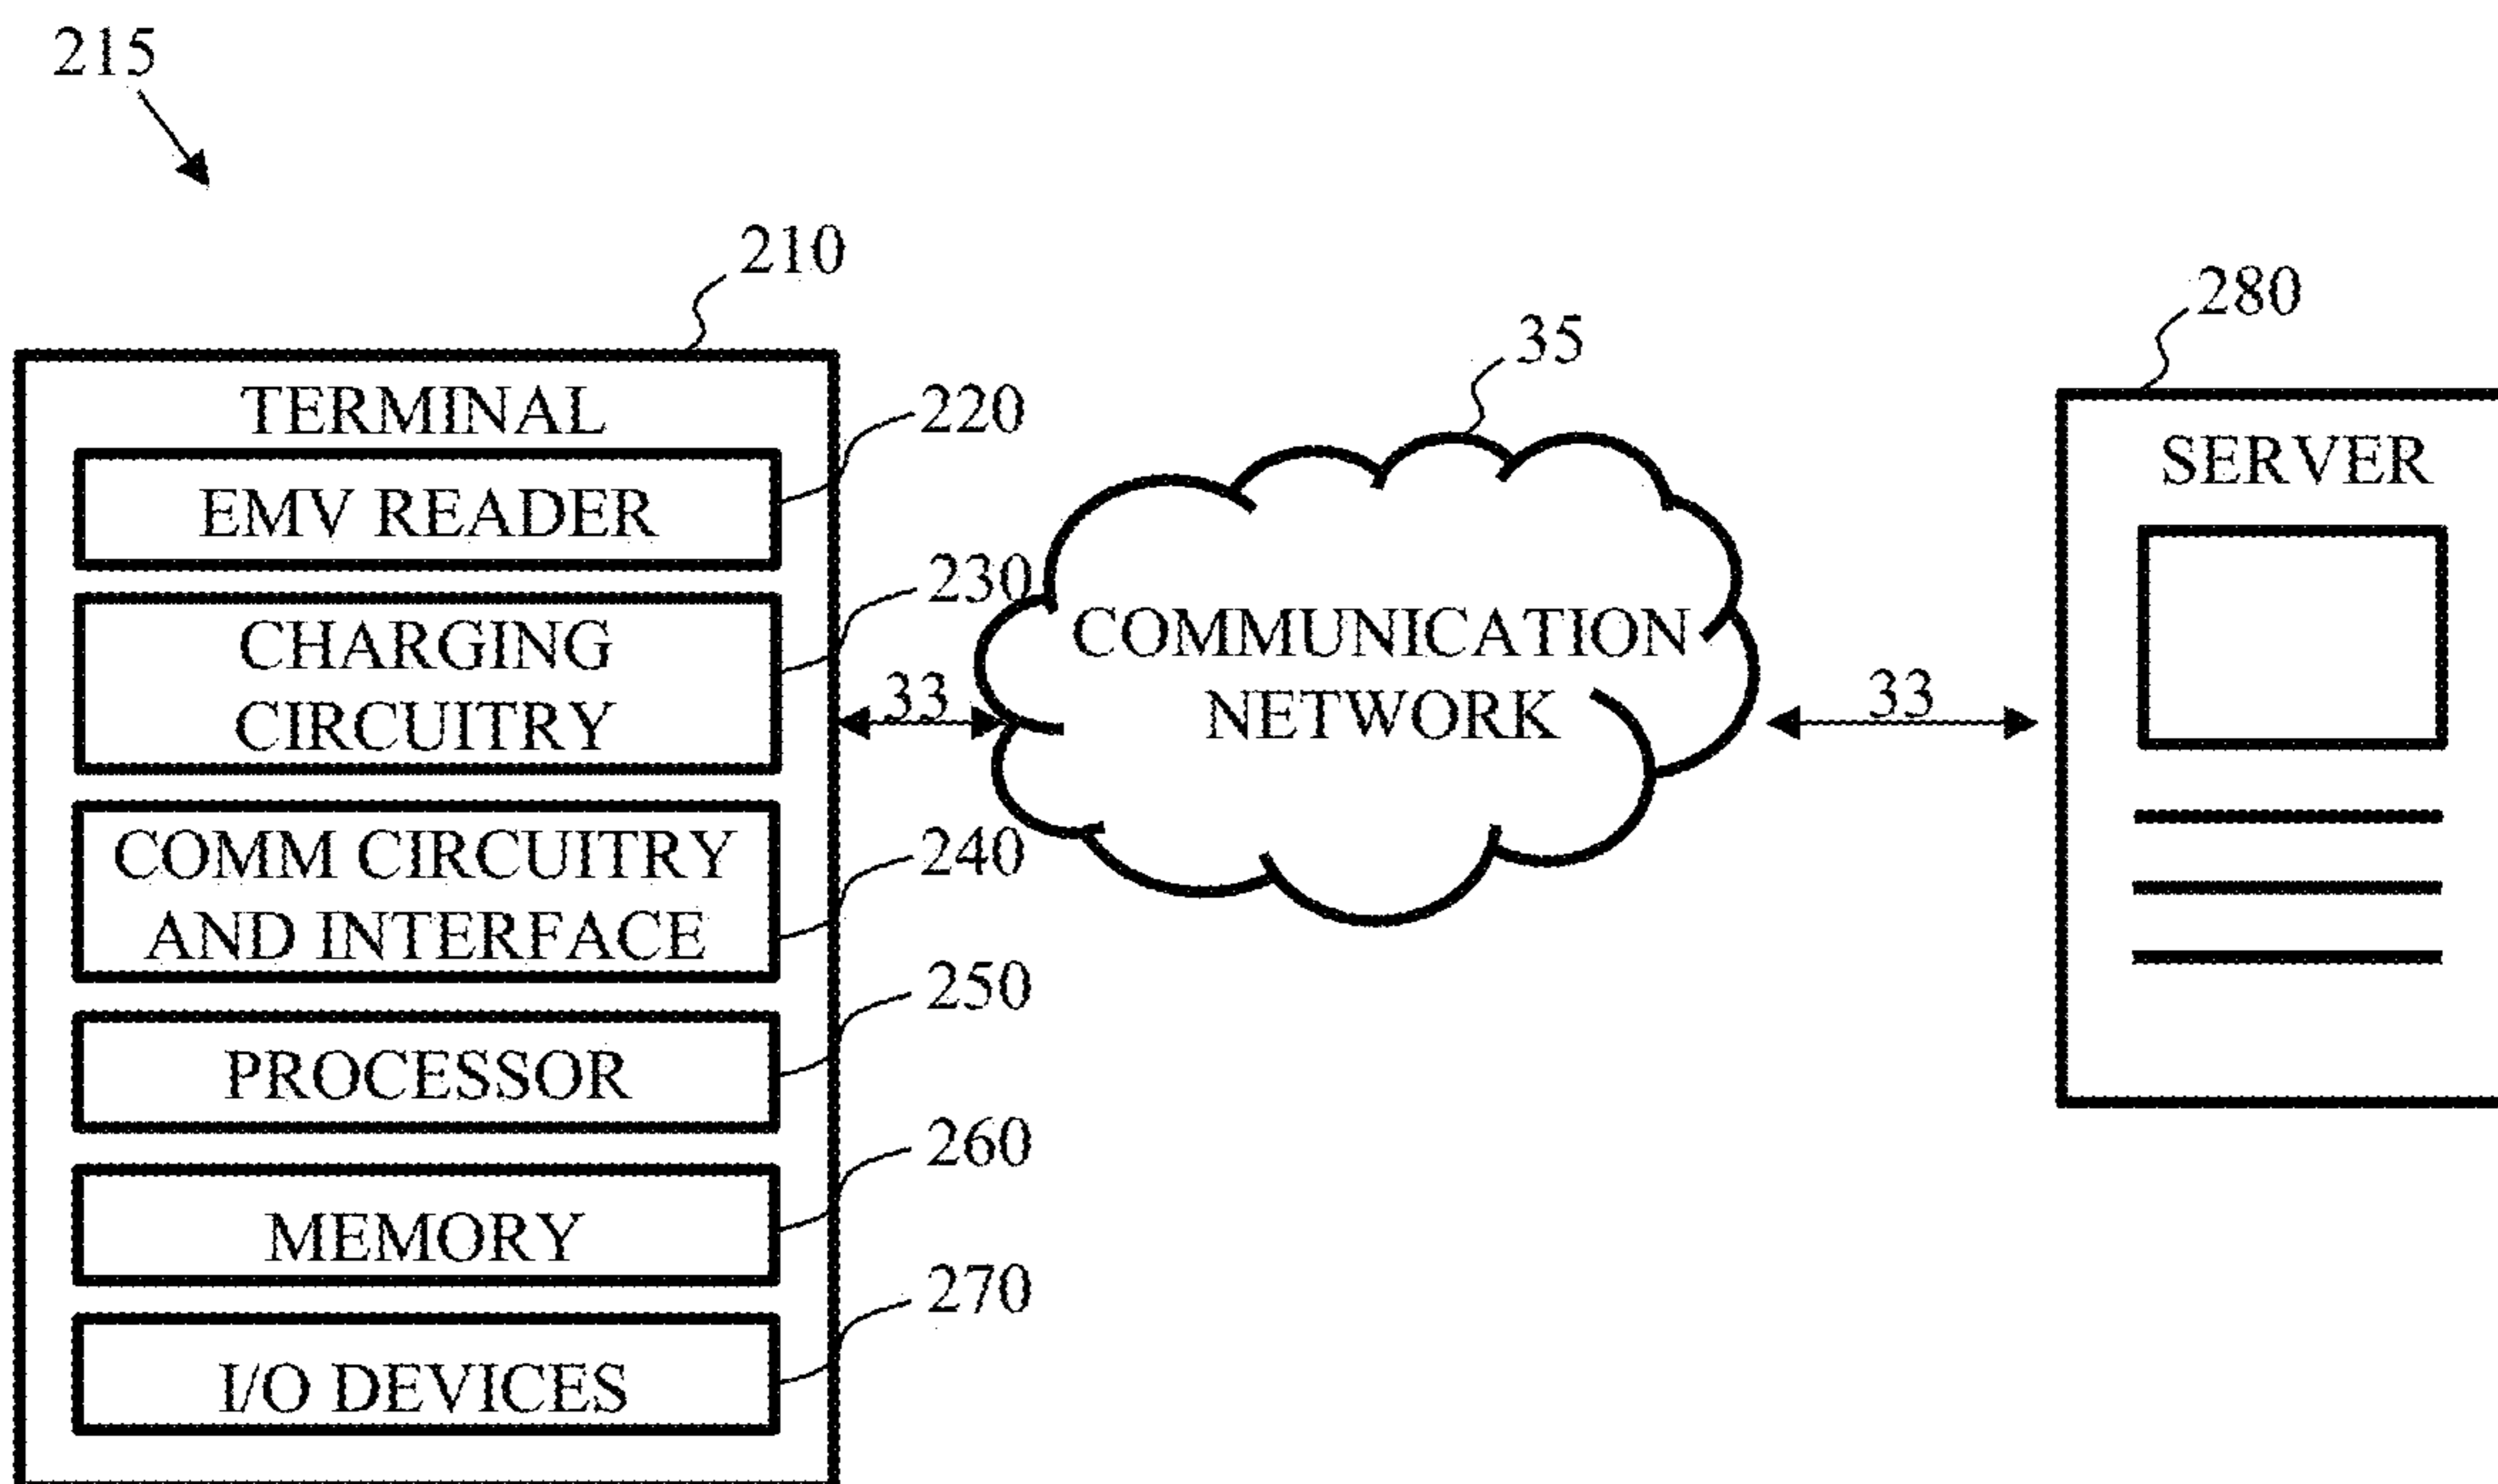 215
210
280
35
TERMINAL
220
SERVER
EMV READER
230
CHARGING
CIRCUITRY
COMMUNICATION
NETWORK
33
33
COMM CIRCUITRY
AND INTERFACE
240
250
PROCESSOR
260
MEMORY
270
I/O DEVICES